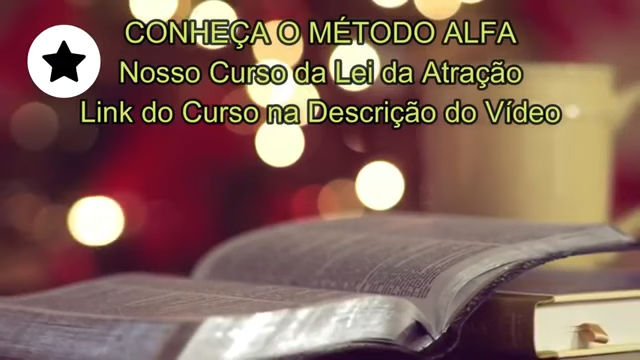 CONHEÇA O MÉTODO ALFA
Nosso Curso da Lei da Atração
Link do Curso na Descrição do Vídeo